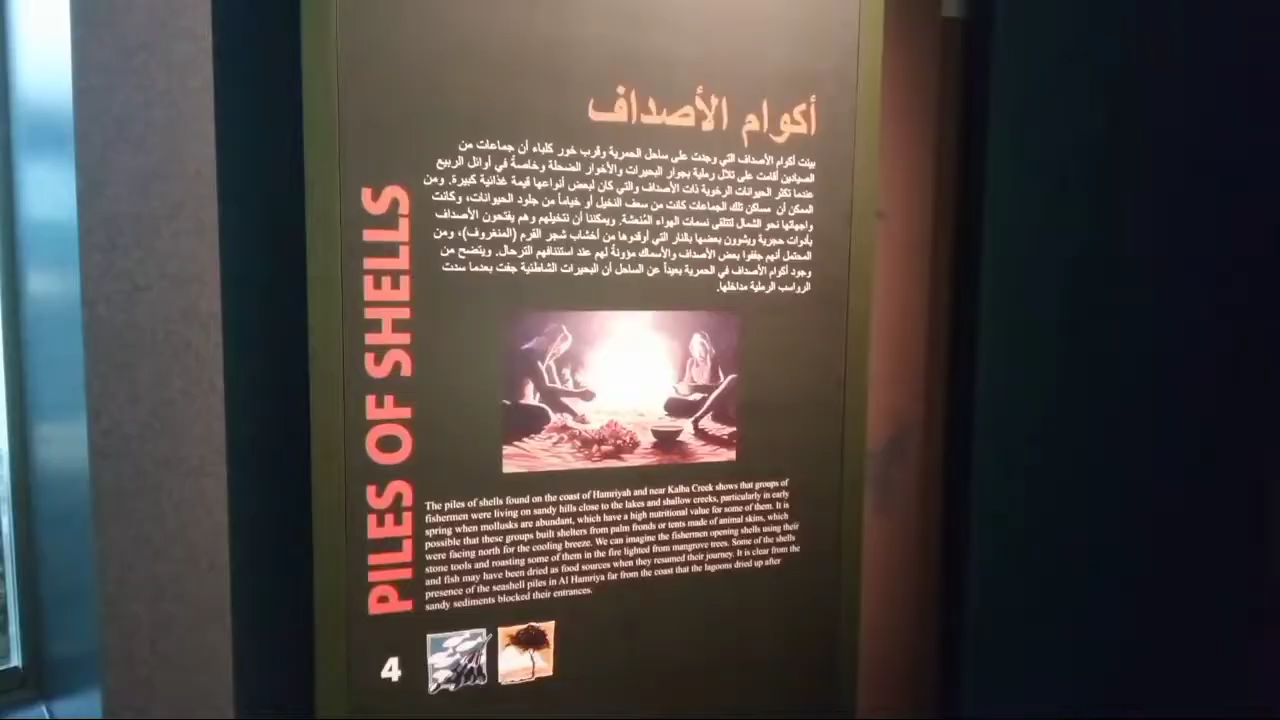 أكوام الأصداف
بينت أكوام الأصداف التي وجدت على ساحل الحمرية وقرب خور كلباء أن جماعات من
الصيادين أقامت على تلال رملية بجوار البحيرات والأخوار الضحلة وخاصة في أوائل الربيع
عندما تكثر الحيوانات الرخوية ذات الأصداف والتي كان لبعض أنواعها قيمة غذائية كبيرة. ومن
الممكن أن مساكن تلك الجماعات كانت من سعف النخيل أو خياماً من جلود الحيوانات، وكانت
واجهاتها نحو الشمال لتتلقى نسمات الهواء المُنعشة. ويمكننا أن نتخيلهم وهم يفتحون الأصداف
بأدوات حجرية ويشوون بعضها بالنار التي أوقدوها من أخشاب شجر القرم (المنغروف)، ومن
المحتمل أنهم جففوا بعض الأصداف والأسماك مؤونةً لهم عند استئنافهم الترحال. ويتضح من
وجود أكوام الأصداف في الحمرية بعيداً عن الساحل أن البحيرات الشاطئية جفت بعدما سدت
الرواسب الرملية مداخلها.
PILES OF SHELLS
The piles of shells found on the coast of Hamriyah and near Kalba Creek shows that groups of
fishermen were living on sandy hills close to the lakes and shallow creeks, particularly in early
spring when mollusks are abundant, which have a high nutritional value for some of them. It is
possible that these groups built shelters from palm fronds or tents made of animal skins, which
were facing north for the cooling breeze. We can imagine the fishermen opening shells using their
stone tools and roasting some of them in the fire lighted from mangrove trees. Some of the shells
and fish may have been dried as food sources when they resumed their journey. It is clear from the
presence of the seashell piles in Al Hamriya far from the coast that the lagoons dried up after
sandy sediments blocked their entrances.
4